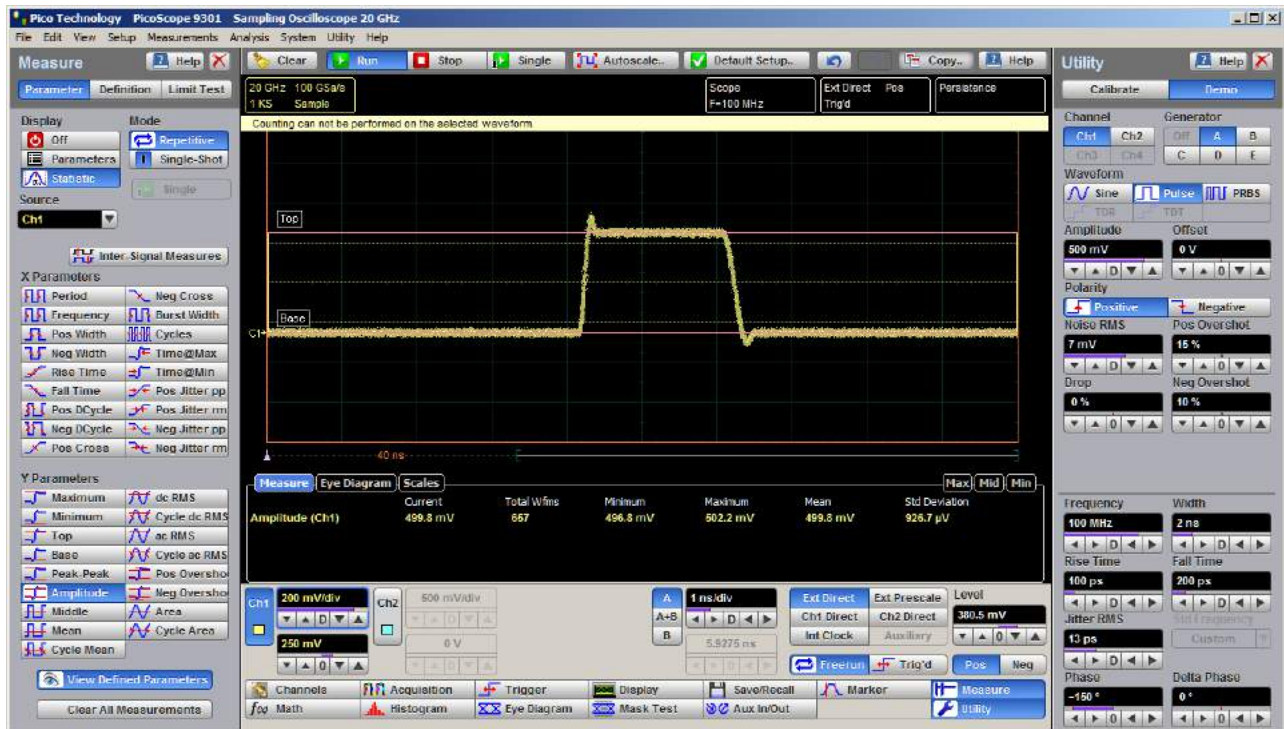 Pico Technology PicoScope 9301 Sampling Oscilloscope 20 GHz
File Edit View Setup Measurements Analysis System Utility Help
Measure Help
Parameter Definition Limit Test
Display Mode
Off Repetitive
Parameters Single-Shot
Statistic Single
Source
Ch1
Inter-Signal Measures
X Parameters
Period Neg Cross
Frequency Burst Width
Pos Width Cycles
Neg Width Time@Max
Rise Time Time@Min
Fall Time Pos Jitter pp
Pos DCycle Pos Jitter rm
Neg DCycle Neg Jitter pp
Pos Cross Neg Jitter rm
Y Parameters
Maximum dc RMS
Minimum Cycle dc RMS
Top ac RMS
Base Cycle ac RMS
Peak-Peak Pos Oversho
Amplitude Neg Oversho
Middle Area
Mean Cycle Area
Cycle Mean
View Defined Parameters
Clear All Measurements
Clear Run Stop Single Autoscale.. Default Setup.. Copy.. Help
20 GHz 100 GSa/s
1 KS Sample
Scope
F=100 MHz
Ext Direct Pos
Trig'd
Persistence
Counting can not be performed on the selected waveform
Top
Base
C1
40 ns
Measure Eye Diagram Scales Max Mid Min
Current Total Wfms Minimum Maximum Mean Std Deviation
Amplitude (Ch1) 499.8 mV 657 496.8 mV 502.2 mV 499.8 mV 926.7 µV
Ch1 200 mV/div
D
250 mV
0
Ch2 500 mV/div
D
0 V
0
A 1 ns/div
A+B D
B 5.9275 ns
Ext Direct Ext Prescale Level
Ch1 Direct Ch2 Direct 380.5 mV
Int Clock Auxiliary 0
Freerun Trig'd Pos Neg
Channels Acquisition Trigger Display Save/Recall Marker Measure
Math Histogram Eye Diagram Mask Test Aux In/Out Utility
Utility Help
Calibrate Demo
Channel Generator
Ch1 Ch2 Off A B
Ch3 Ch4 C D E
Waveform
Sine Pulse PRBS
TDR TDT
Amplitude Offset
500 mV 0 V
D 0
Polarity
Positive Negative
Noise RMS Pos Overshot
7 mV 15 %
D 0
Drop Neg Overshot
0 % 10 %
0 0
Frequency Width
100 MHz 2 ns
D D
Rise Time Fall Time
100 ps 200 ps
D D
Jitter RMS Std Frequency
13 ps Custom
D
Phase Delta Phase
-150 ° 0 °
0 0